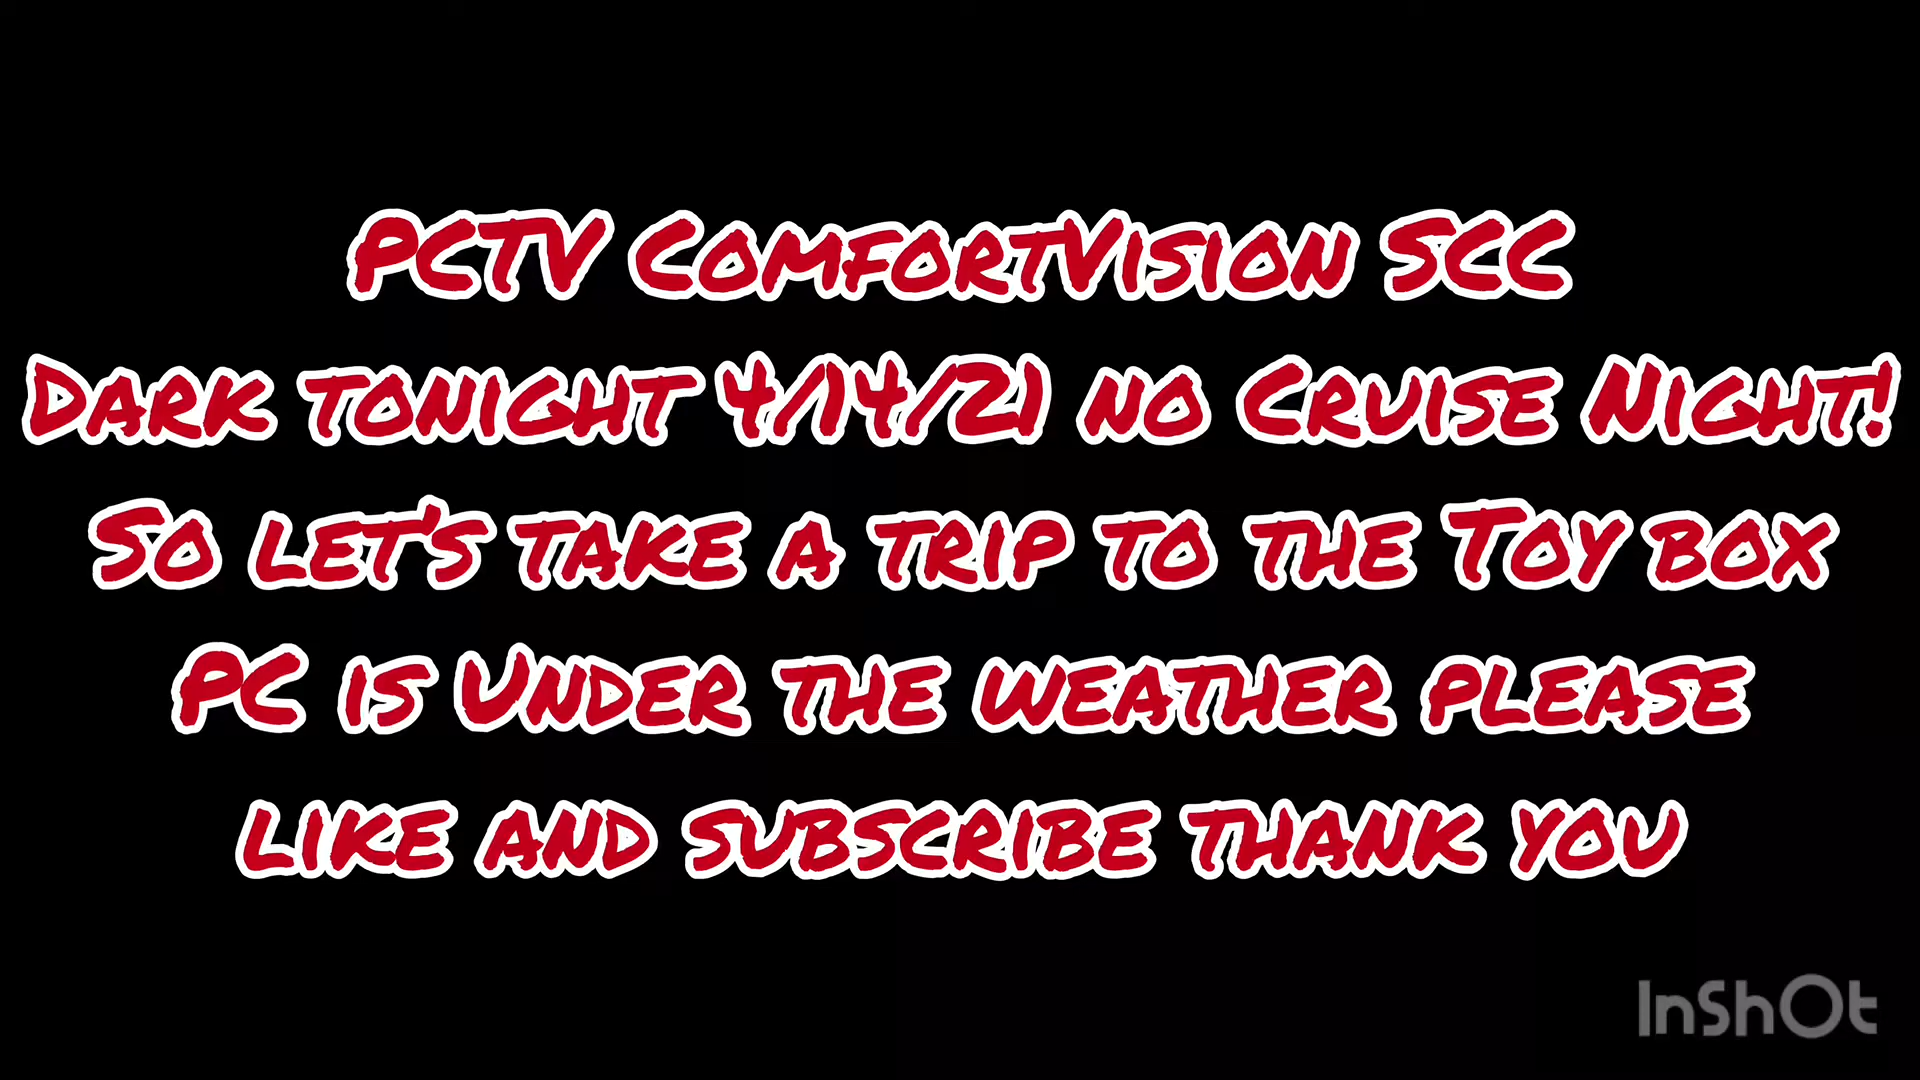 PCTV ComfortVision SCC
Dark tonight 4/14/21 no Cruise Night!
So let's take a trip to the Toy box
PC is Under the weather please
like and subscribe thank you
InShOt